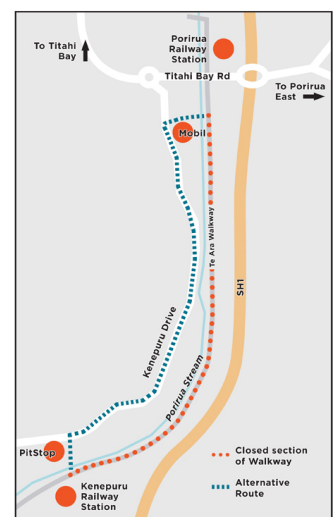 To Titahi
Bay
Porirua
Railway
Station
Titahi Bay Rd
To Porirua
East
Mobil
Te Ara Walkway
SH1
Kenepuru Drive
Porirua Stream
PitStop
Kenepuru
Railway
Station
Closed section
of Walkway
Alternative
Route